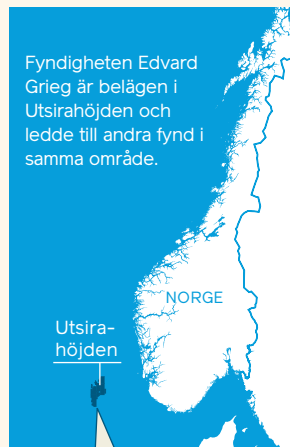 Fyndigheten Edvard
Grieg är belägen i
Utsirahöjden och
ledde till andra fynd i
samma område.
NORGE
Utsira-
höjden